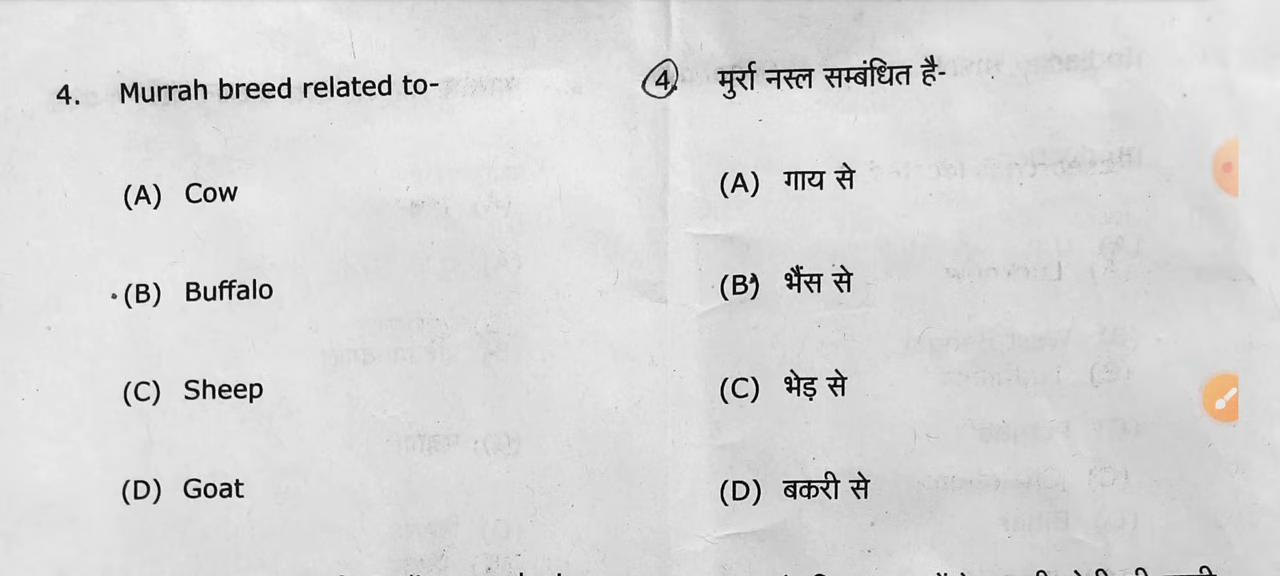 4. Murrah breed related to-
(A) Cow
(B) Buffalo
(C) Sheep
(D) Goat
4. मुर्रा नस्ल सम्बंधित है-
(A) गाय से
(B) भैंस से
(C) भेड़ से
(D) बकरी से